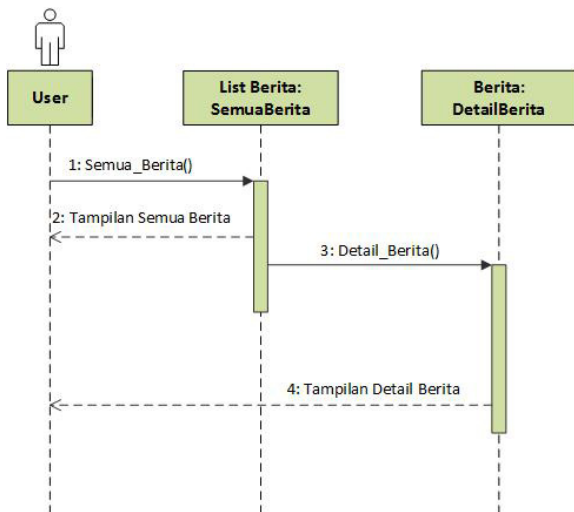 User
List Berita:
SemuaBerita
Berita:
DetailBerita
1: Semua_Berita()
2: Tampilan Semua Berita
3: Detail_Berita()
4: Tampilan Detail Berita